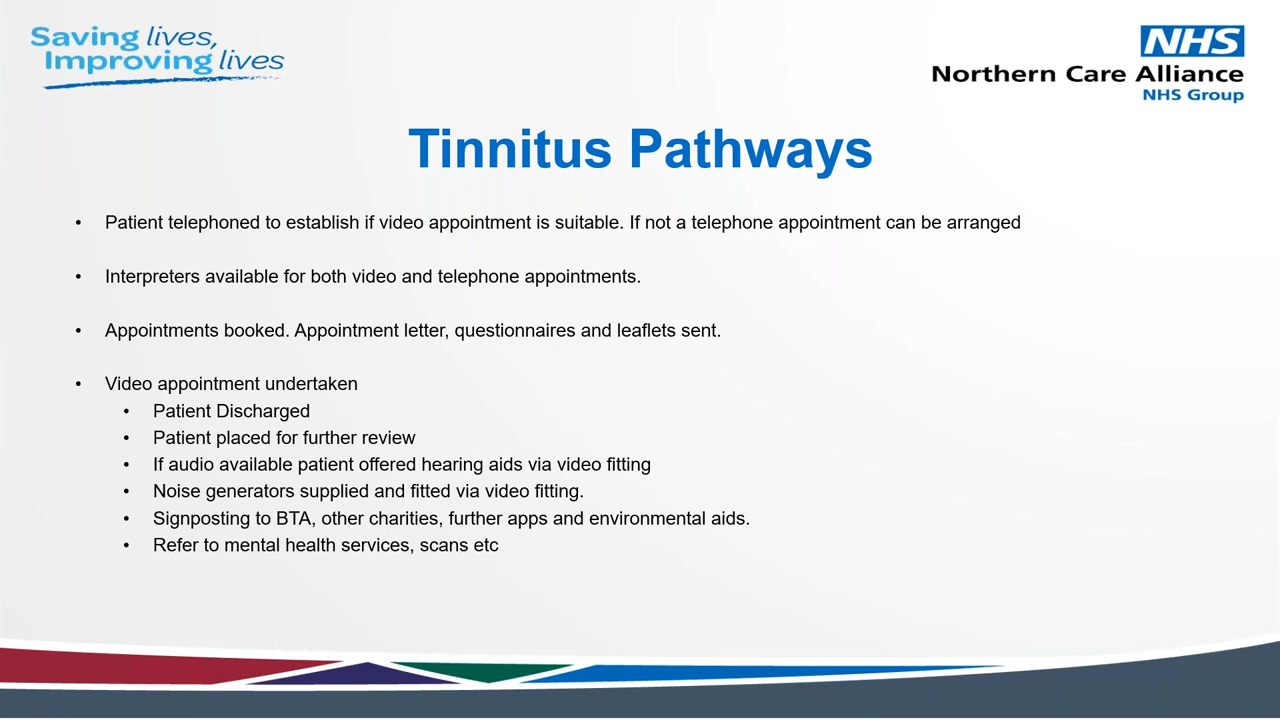 Saving lives,
Improving lives
NHS
Northern Care Alliance
NHS Group
Tinnitus Pathways
• Patient telephoned to establish if video appointment is suitable. If not a telephone appointment can be arranged
• Interpreters available for both video and telephone appointments.
• Appointments booked. Appointment letter, questionnaires and leaflets sent.
• Video appointment undertaken
• Patient Discharged
• Patient placed for further review
• If audio available patient offered hearing aids via video fitting
• Noise generators supplied and fitted via video fitting.
• Signposting to BTA, other charities, further apps and environmental aids.
• Refer to mental health services, scans etc